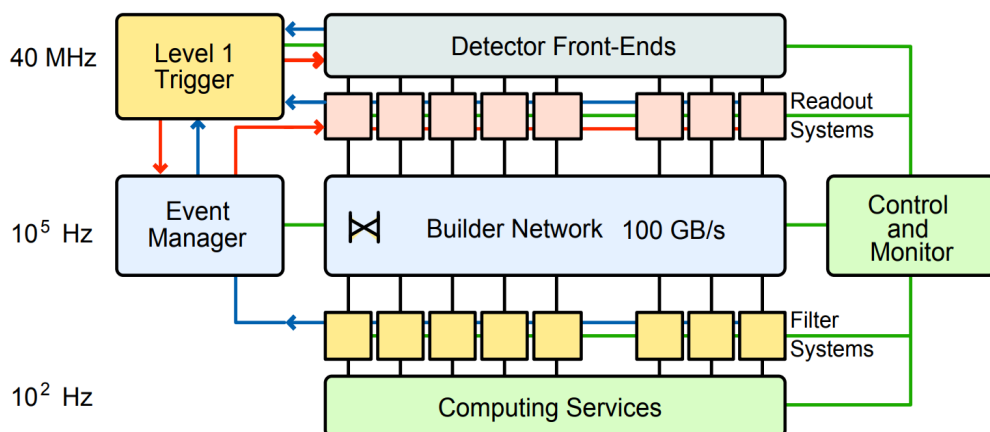 40 MHz
Level 1
Trigger
Detector Front-Ends
Readout
Systems
10⁵ Hz
Event
Manager
Builder Network 100 GB/s
Control
and
Monitor
Filter
Systems
10² Hz
Computing Services